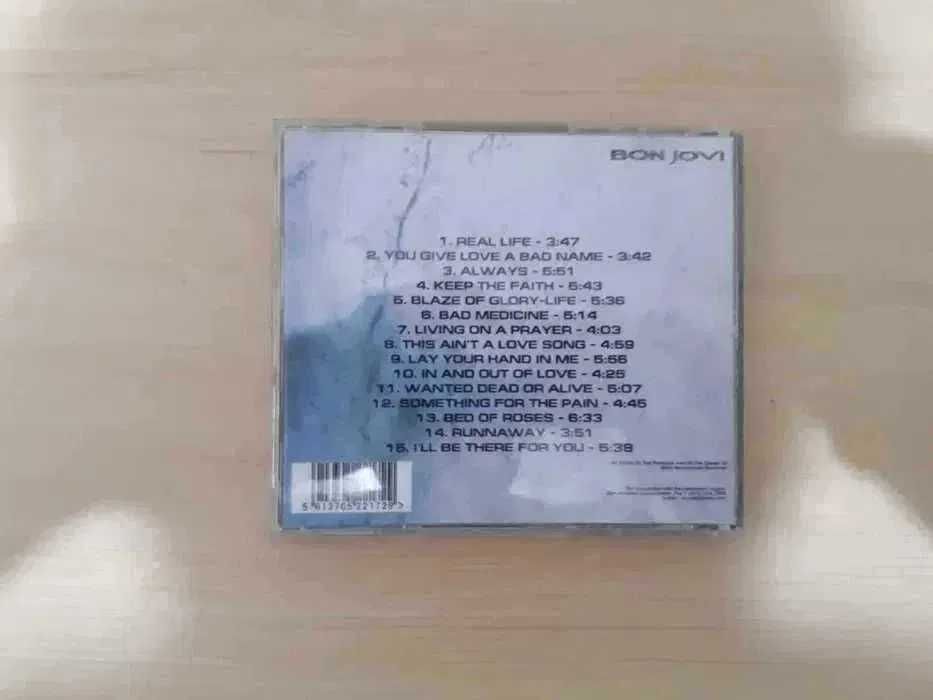 BON JOVI
1. REAL LIFE - 3:47
2. YOU GIVE LOVE A BAD NAME - 3:42
3. ALWAYS - 5:51
4. KEEP THE FAITH - 5:43
5. BLAZE OF GLORY-LIFE - 5:36
6. BAD MEDICINE - 5:14
7. LIVING ON A PRAYER - 4:03
8. THIS AIN'T A LOVE SONG - 4:59
9. LAY YOUR HAND IN ME - 5:56
10. IN AND OUT OF LOVE - 4:25
11. WANTED DEAD OR ALIVE - 5:07
12. SOMETHING FOR THE PAIN - 4:45
13. BED OF ROSES - 6:33
14. RUNNAWAY - 3:51
15. I'LL BE THERE FOR YOU - 5:38